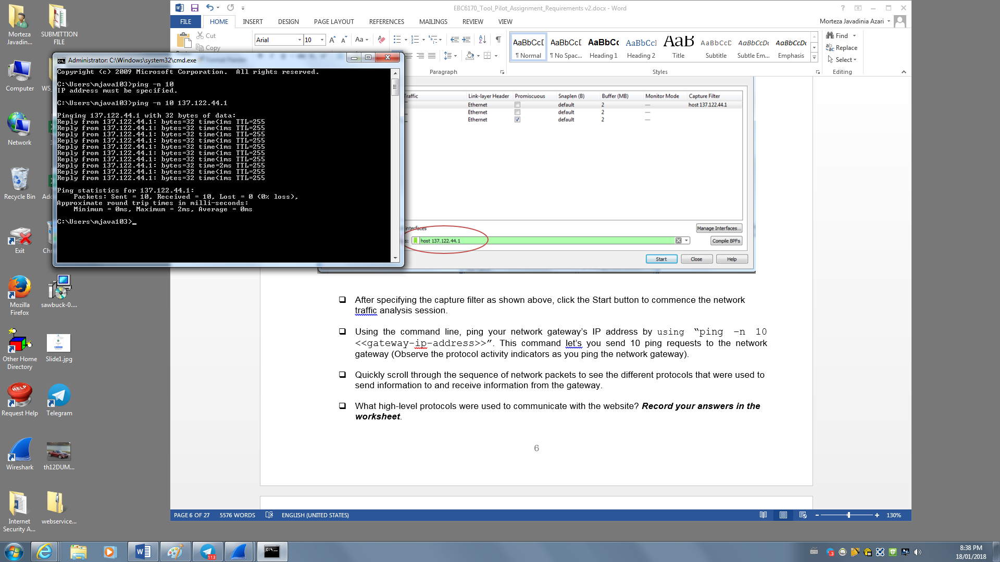 Morteza
Javadin...
SUBMITTION
FILE
Computer
WS_
Network
Recycle Bin
Exit
Mozilla
Firefox
sawbuck-0....
Other Home
Directory
Slide1.jpg
Request Help
Telegram
Wireshark
th12DUM...
Internet
Security A...
webservice...
EBC6170_Tool_Pilot_Assignment_Requirements v2.docx - Word
FILE HOME INSERT DESIGN PAGE LAYOUT REFERENCES MAILINGS REVIEW VIEW
Morteza Javadinia Azari
Cut
Copy
Arial 10
Aa
AaBbCcD AaBbCcD AaBbCc AaBbCc] AaB AaBbCcD AaBbCcDc AaBbCcDc
¶ Normal ¶ No Spac... Heading 1 Heading 2 Title Subtitle Subtle Em... Emphasis
Find
Replace
Select
Paragraph Styles Editing
Administrator: C:\Windows\system32\cmd.exe
Copyright (c) 2009 Microsoft Corporation.  All rights reserved.
C:\Users\mjava103>ping -n 10
IP address must be specified.
C:\Users\mjava103>ping -n 10 137.122.44.1
Pinging 137.122.44.1 with 32 bytes of data:
Reply from 137.122.44.1: bytes=32 time<1ms TTL=255
Reply from 137.122.44.1: bytes=32 time<1ms TTL=255
Reply from 137.122.44.1: bytes=32 time<1ms TTL=255
Reply from 137.122.44.1: bytes=32 time<1ms TTL=255
Reply from 137.122.44.1: bytes=32 time<1ms TTL=255
Reply from 137.122.44.1: bytes=32 time<1ms TTL=255
Reply from 137.122.44.1: bytes=32 time<1ms TTL=255
Reply from 137.122.44.1: bytes=32 time=2ms TTL=255
Reply from 137.122.44.1: bytes=32 time<1ms TTL=255
Reply from 137.122.44.1: bytes=32 time<1ms TTL=255
Ping statistics for 137.122.44.1:
Packets: Sent = 10, Received = 10, Lost = 0 (0% loss),
Approximate round trip times in milli-seconds:
Minimum = 0ms, Maximum = 2ms, Average = 0ms
C:\Users\mjava103>_
Traffic Link-layer Header Promiscuous Snaplen (B) Buffer (MB) Monitor Mode Capture Filter
Ethernet default 2 — host 137.122.44.1
Ethernet default 2 —
Ethernet default 2 —
interfaces
Manage Interfaces...
host 137.122.44.1
Compile BPFs
Start Close Help
After specifying the capture filter as shown above, click the Start button to commence the network
traffic analysis session.
Using the command line, ping your network gateway's IP address by using “ping –n 10
<<gateway-ip-address>>”. This command let's you send 10 ping requests to the network
gateway (Observe the protocol activity indicators as you ping the network gateway).
Quickly scroll through the sequence of network packets to see the different protocols that were used to
send information to and receive information from the gateway.
What high-level protocols were used to communicate with the website? Record your answers in the
worksheet.
6
PAGE 6 OF 27 5576 WORDS ENGLISH (UNITED STATES)
130%
113
3
8:38 PM
18/01/2018